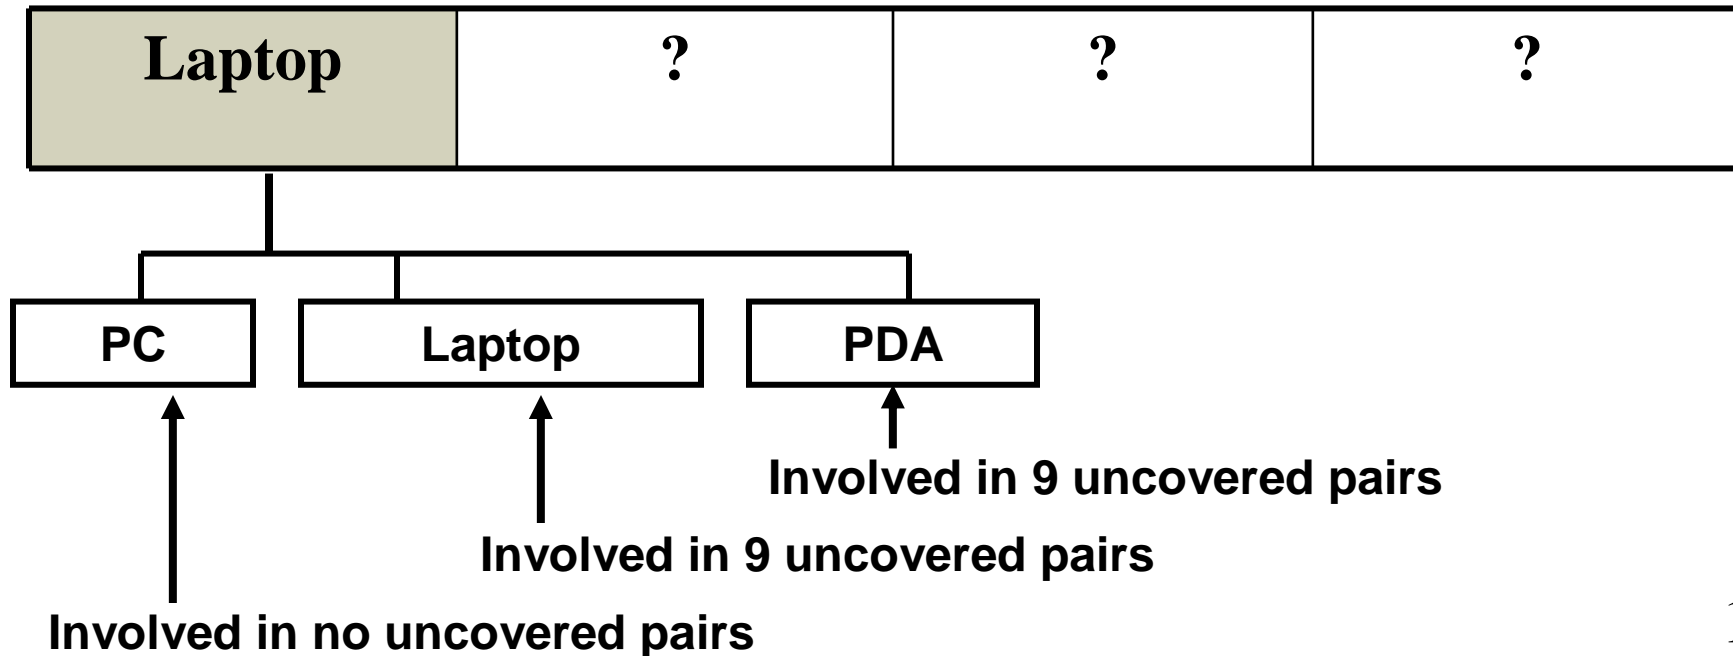 Laptop ? ? ?
PC Laptop PDA
Involved in 9 uncovered pairs
Involved in 9 uncovered pairs
Involved in no uncovered pairs